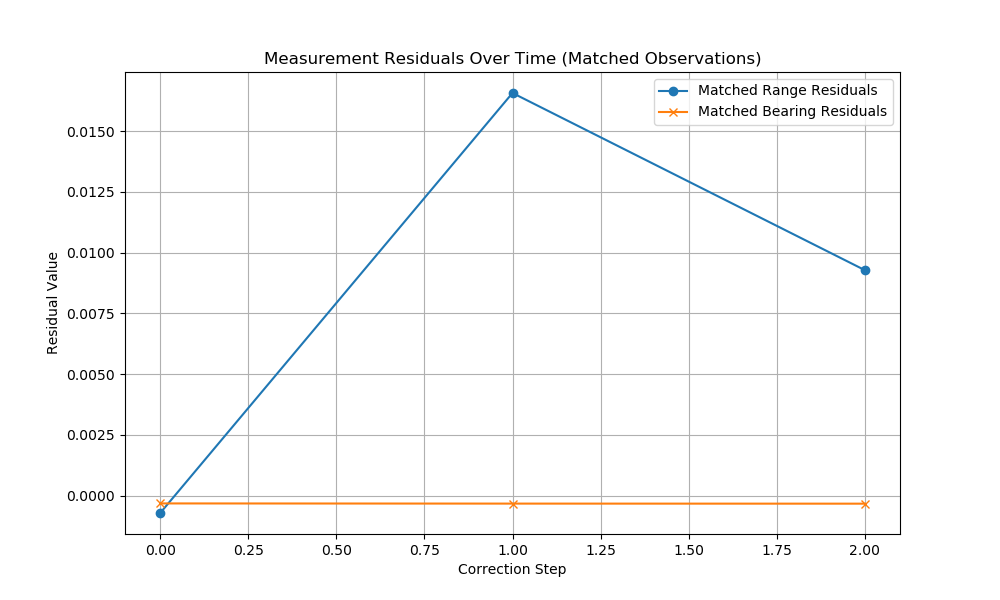 Measurement Residuals Over Time (Matched Observations)
Matched Range Residuals
Matched Bearing Residuals
Residual Value
0.0150
0.0125
0.0100
0.0075
0.0050
0.0025
0.0000
0.00 0.25 0.50 0.75 1.00 1.25 1.50 1.75 2.00
Correction Step